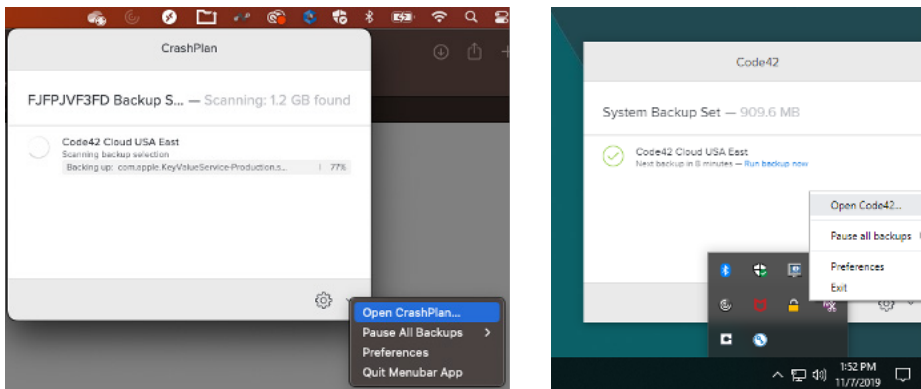 CrashPlan
FJFPJVF3FD Backup S... — Scanning: 1.2 GB found
Code42 Cloud USA East
Scanning backup selection
Backing up: com.apple.KeyValueService-Production.s... 77%
Open CrashPlan...
Pause All Backups
Preferences
Quit Menubar App
Code42
System Backup Set — 909.6 MB
Code42 Cloud USA East
Next backup in 8 minutes — Run backup now
Open Code42...
Pause all backups
Preferences
Exit
1:52 PM
11/7/2019